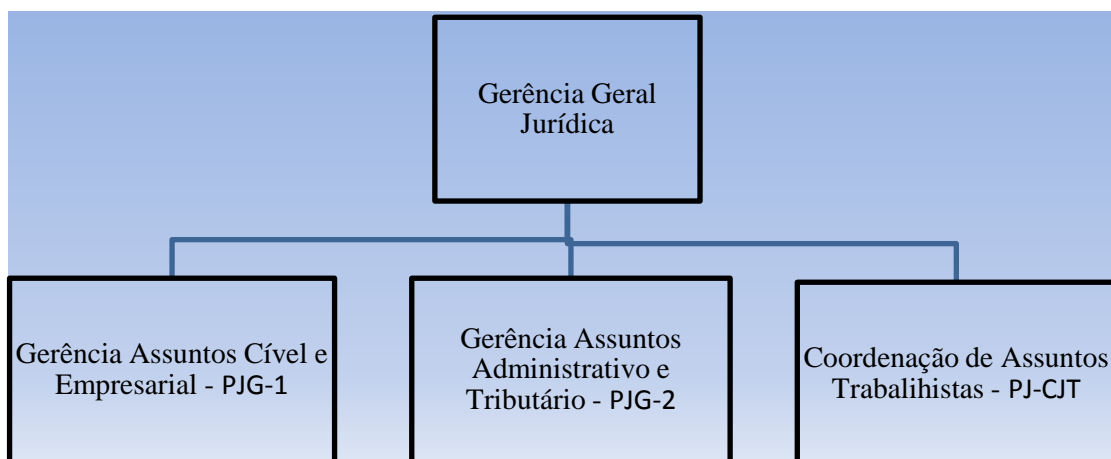 Gerência Geral
Jurídica
Gerência Assuntos Cível e
Empresarial - PJG-1
Gerência Assuntos
Administrativo e
Tributário - PJG-2
Coordenação de Assuntos
Trabalihistas - PJ-CJT